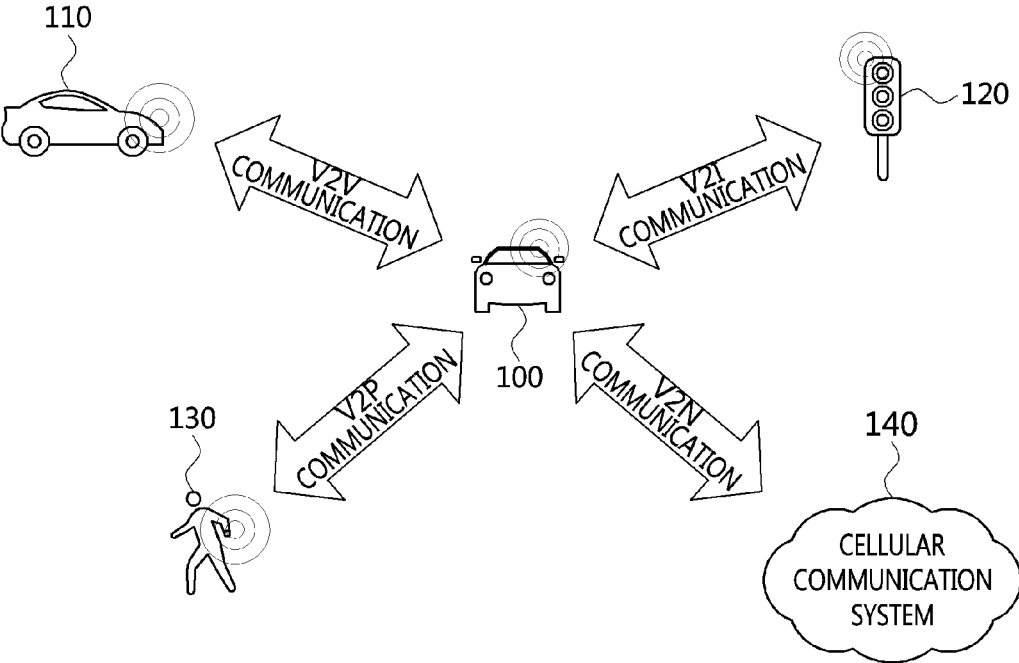 110
120
V2V
COMMUNICATION
V2I
COMMUNICATION
100
V2P
COMMUNICATION
V2N
COMMUNICATION
130
140
CELLULAR
COMMUNICATION
SYSTEM